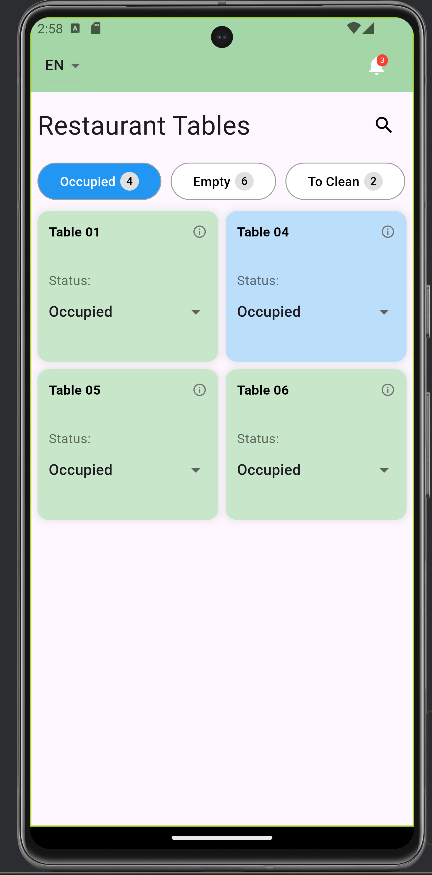 2:58 A
EN 3
Restaurant Tables
Occupied 4 Empty 6 To Clean 2
Table 01 Table 04
Status: Status:
Occupied Occupied
Table 05 Table 06
Status: Status:
Occupied Occupied